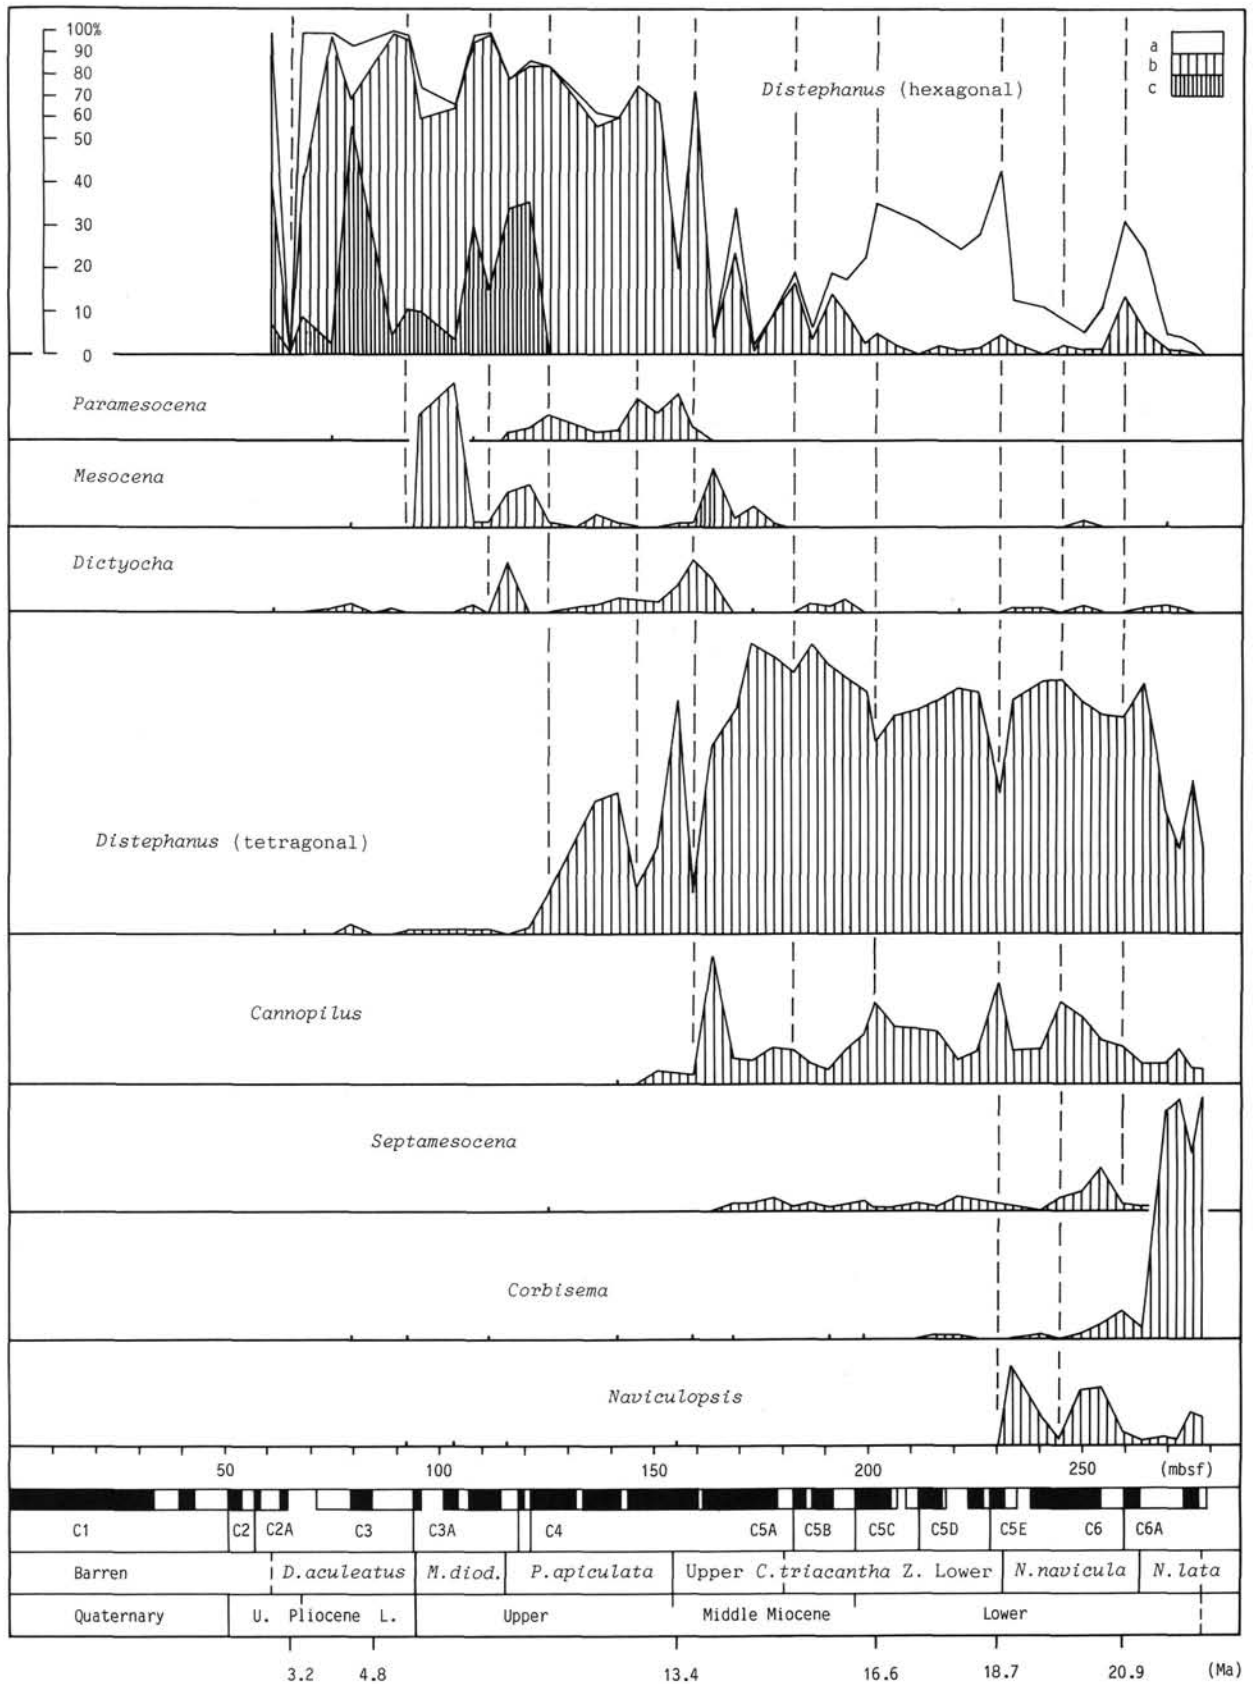 100%
90
80
70
60
50
40
30
20
10
0
a
b
c
Distephanus (hexagonal)
Paramesocena
Mesocena
Dictyocha
Distephanus (tetragonal)
Cannopilus
Septamesocena
Corbisema
Naviculopsis
50 100 150 200 250 (mbsf)
C1 C2 C2A C3 C3A C4 C5A C5B C5C C5D C5E C6 C6A
Barren D.aculeatus M.diod. P.apiculata Upper C.triacantha Z. Lower N.navicula N.lata
Quaternary U. Pliocene L. Upper Middle Miocene Lower
3.2 4.8 13.4 16.6 18.7 20.9 (Ma)